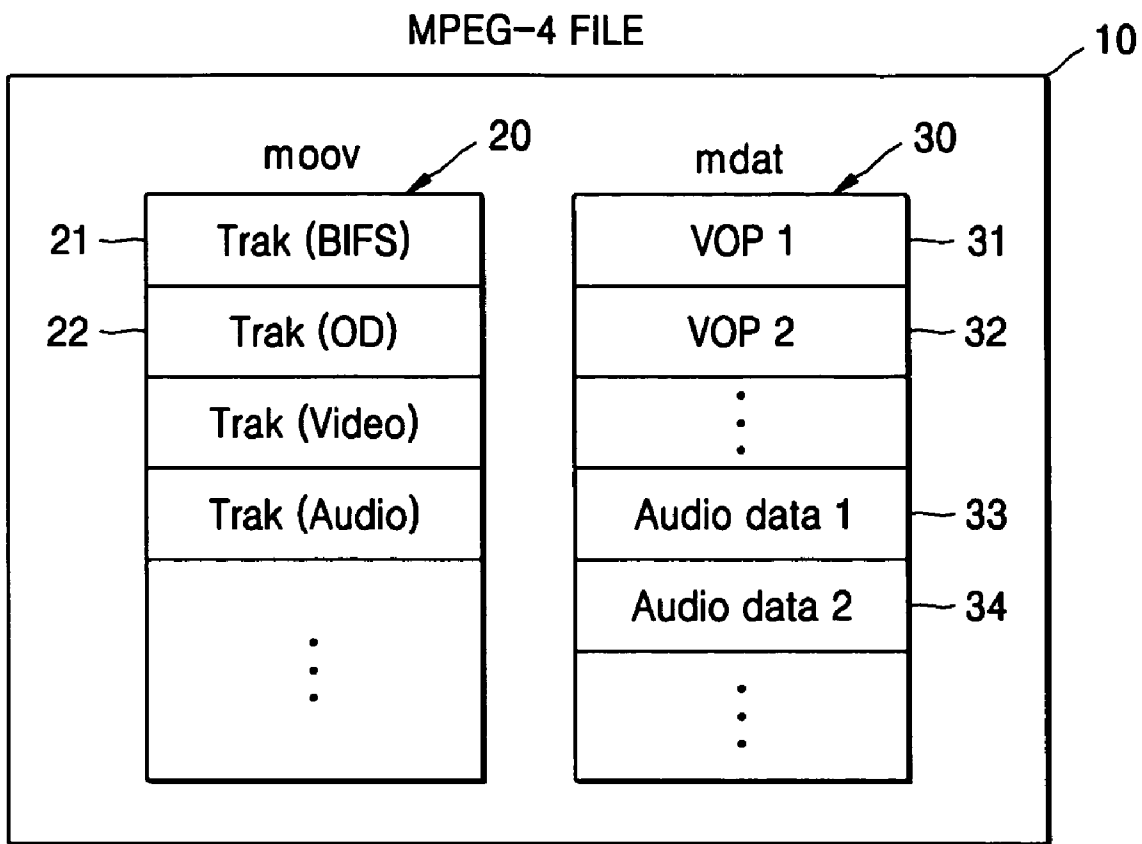 MPEG-4 FILE
10
moov
20
mdat
30
21
Trak (BIFS)
VOP 1
31
22
Trak (OD)
VOP 2
32
Trak (Video)
Trak (Audio)
Audio data 1
33
Audio data 2
34